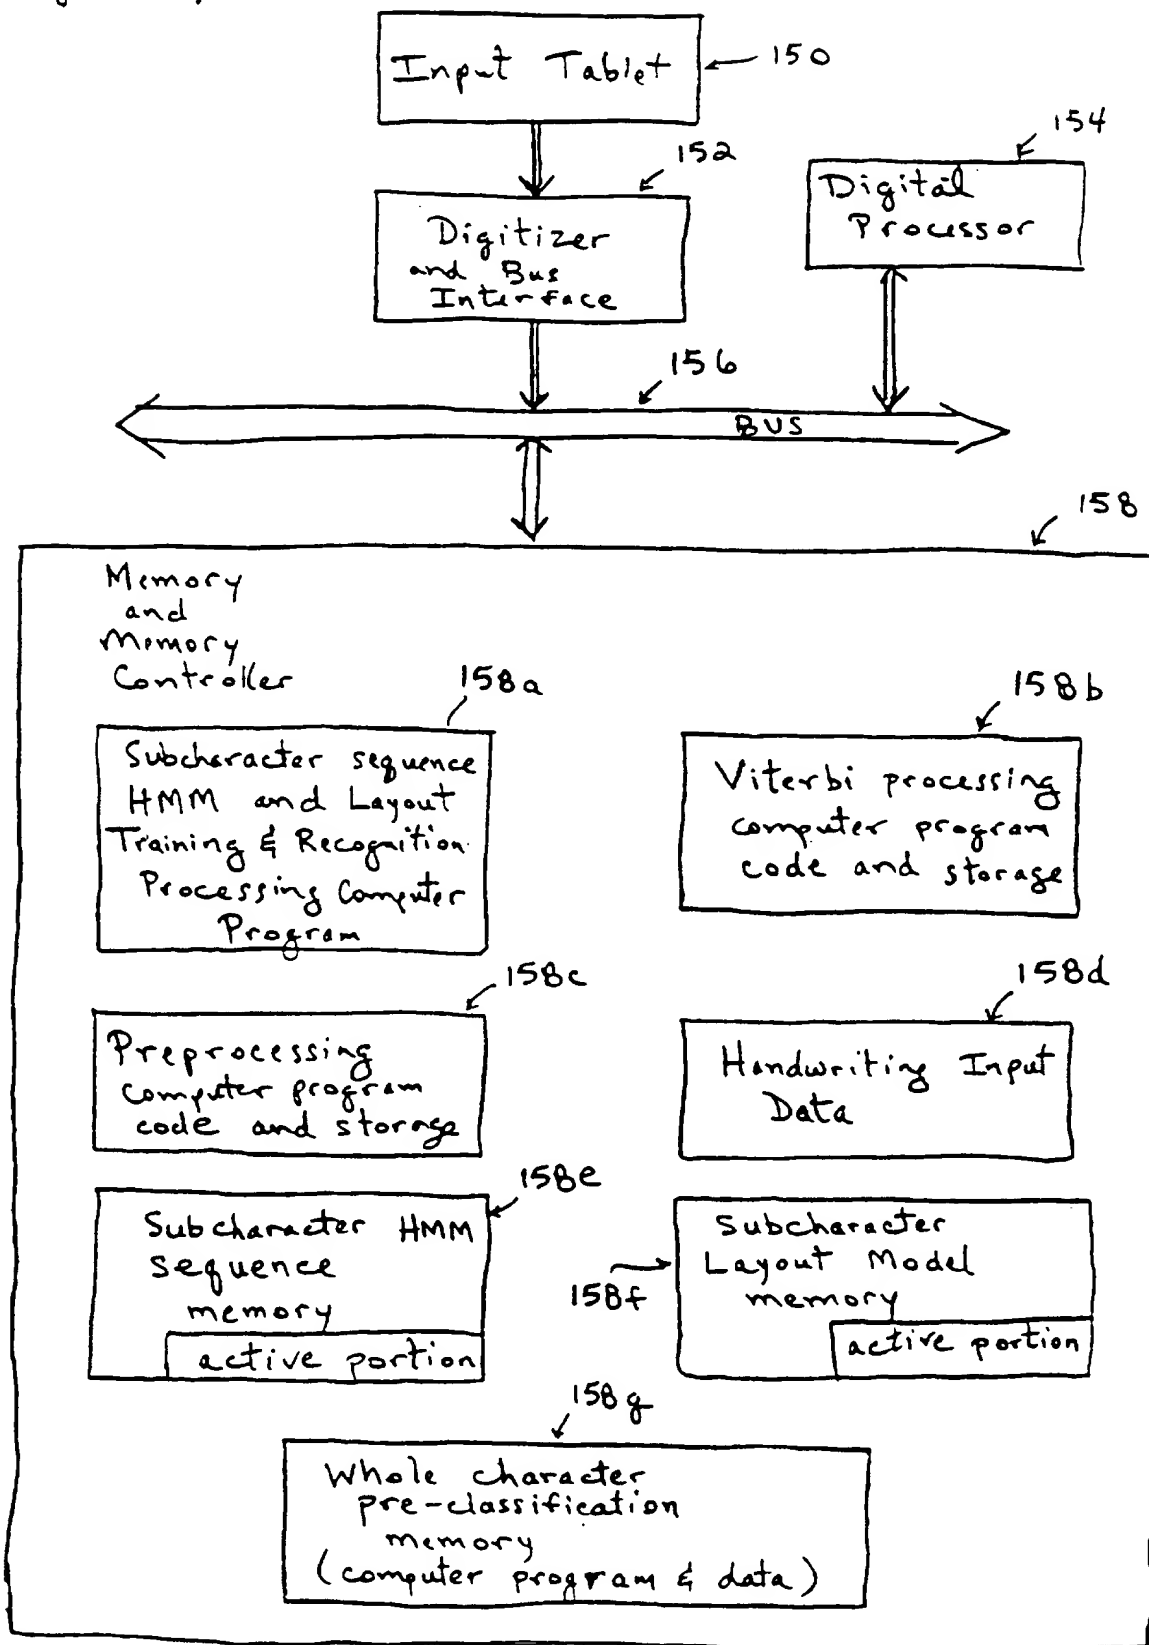 Input Tablet
150
152
154
Digitizer
and Bus
Interface
Digital
Processor
156
BUS
158
Memory
and
Memory
Controller
158a
158b
Subcharacter sequence
HMM and Layout
Training & Recognition
Processing Computer
Program
Viterbi processing
computer program
code and storage
158c
158d
Preprocessing
computer program
code and storage
Handwriting Input
Data
158e
Subcharacter HMM
sequence
memory
active portion
158f
Subcharacter
Layout Model
memory
active portion
158g
Whole character
pre-classification
memory
(computer program & data)